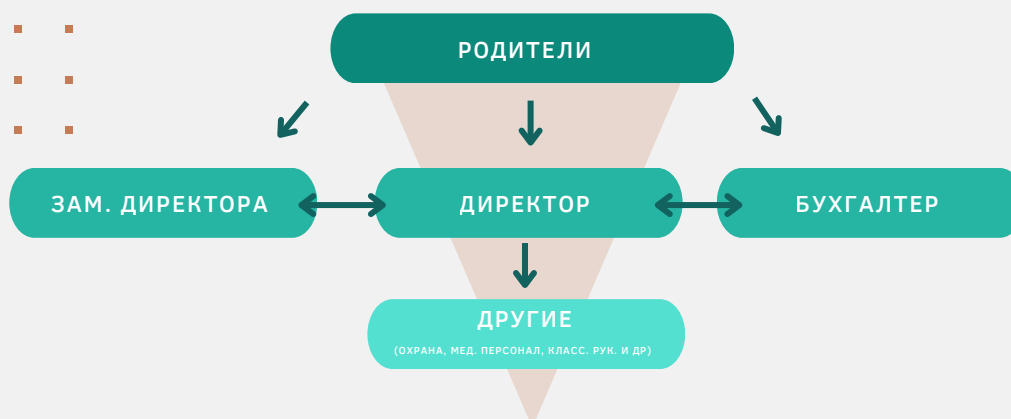 РОДИТЕЛИ
ЗАМ. ДИРЕКТОРА
ДИРЕКТОР
БУХГАЛТЕР
ДРУГИЕ
(ОХРАНА, МЕД. ПЕРСОНАЛ, КЛАСС. РУК. И ДР)